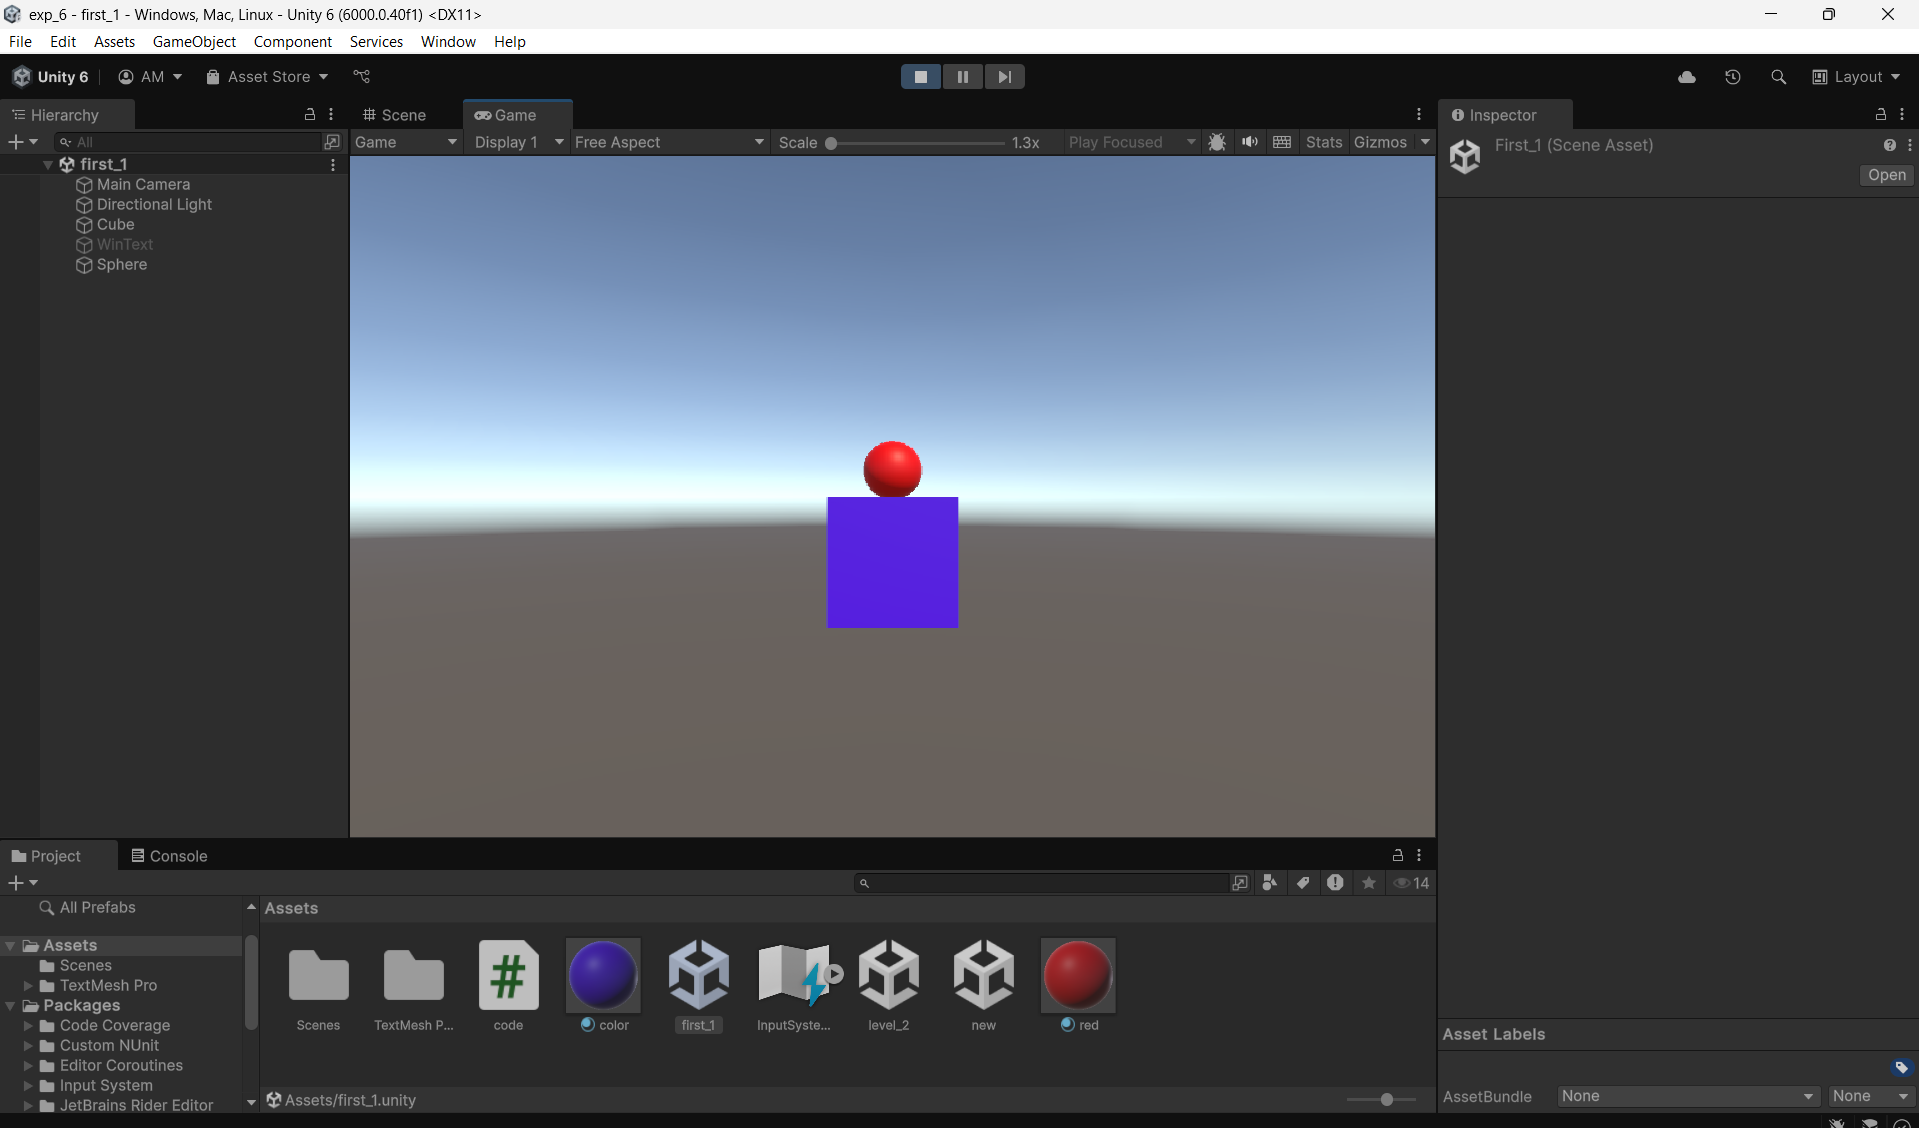 exp_6 - first_1 - Windows, Mac, Linux - Unity 6 (6000.0.40f1) <DX11>
File Edit Assets GameObject Component Services Window Help
Unity 6 AM Asset Store Layout
Hierarchy
All
first_1
Main Camera
Directional Light
Cube
WinText
Sphere
Scene Game
Game Display 1 Free Aspect Scale 1.3x Play Focused Stats Gizmos
Inspector
First_1 (Scene Asset)
Open
Project Console
14
All Prefabs
Assets
Scenes
TextMesh Pro
Packages
Code Coverage
Custom NUnit
Editor Coroutines
Input System
JetBrains Rider Editor
Assets
Scenes TextMesh P... code color first_1 InputSyste... level_2 new red
Assets/first_1.unity
Asset Labels
AssetBundle None None